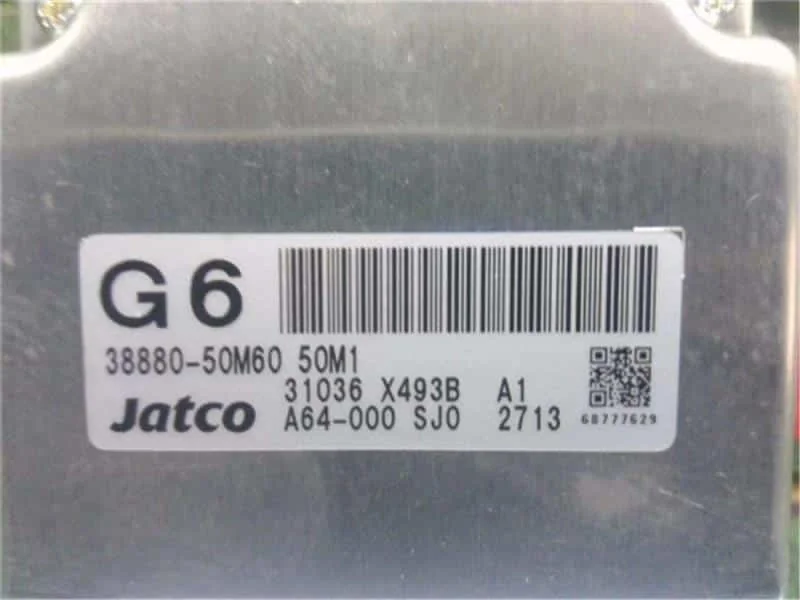 G6
38880-50M60 50M1
31036 X493B A1
Jatco A64-000 SJ0 2713
68777629